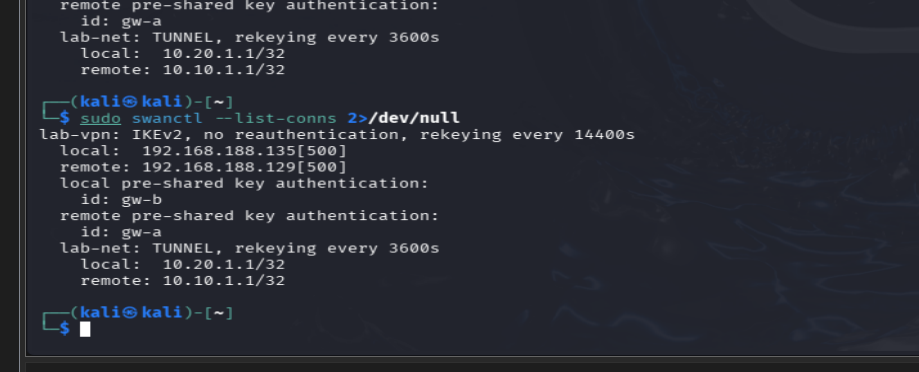 remote pre-shared key authentication:
id: gw-a
lab-net: TUNNEL, rekeying every 3600s
local:  10.20.1.1/32
remote: 10.10.1.1/32
┌──(kali㉿kali)-[~]
└─$ sudo swanctl --list-conns 2>/dev/null
lab-vpn: IKEv2, no reauthentication, rekeying every 14400s
local:  192.168.188.135[500]
remote: 192.168.188.129[500]
local pre-shared key authentication:
id: gw-b
remote pre-shared key authentication:
id: gw-a
lab-net: TUNNEL, rekeying every 3600s
local:  10.20.1.1/32
remote: 10.10.1.1/32
┌──(kali㉿kali)-[~]
└─$